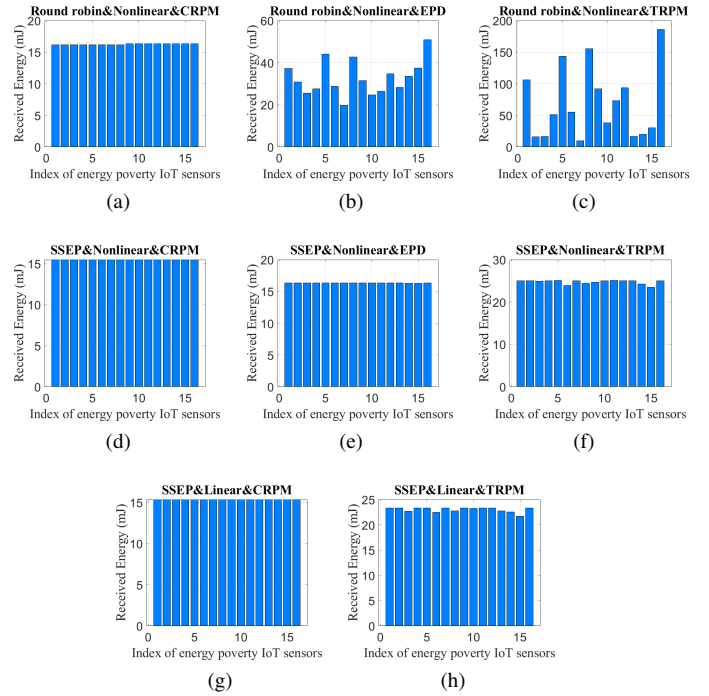 Round robin&Nonlinear&CRPM
Received Energy (mJ)
20
15
10
5
0
0 5 10 15
Index of energy poverty IoT sensors
(a)
Round robin&Nonlinear&EPD
Received Energy (mJ)
60
40
20
0
0 5 10 15
Index of energy poverty IoT sensors
(b)
Round robin&Nonlinear&TRPM
Received Energy (mJ)
200
150
100
50
0
0 5 10 15
Index of energy poverty IoT sensors
(c)
SSEP&Nonlinear&CRPM
Received Energy (mJ)
15
10
5
0
0 5 10 15
Index of energy poverty IoT sensors
(d)
SSEP&Nonlinear&EPD
Received Energy (mJ)
20
15
10
5
0
0 5 10 15
Index of energy poverty IoT sensors
(e)
SSEP&Nonlinear&TRPM
Received Energy (mJ)
30
20
10
0
0 5 10 15
Index of energy poverty IoT sensors
(f)
SSEP&Linear&CRPM
Received Energy (mJ)
15
10
5
0
0 5 10 15
Index of energy poverty IoT sensors
(g)
SSEP&Linear&TRPM
Received Energy (mJ)
25
20
15
10
5
0
0 5 10 15
Index of energy poverty IoT sensors
(h)